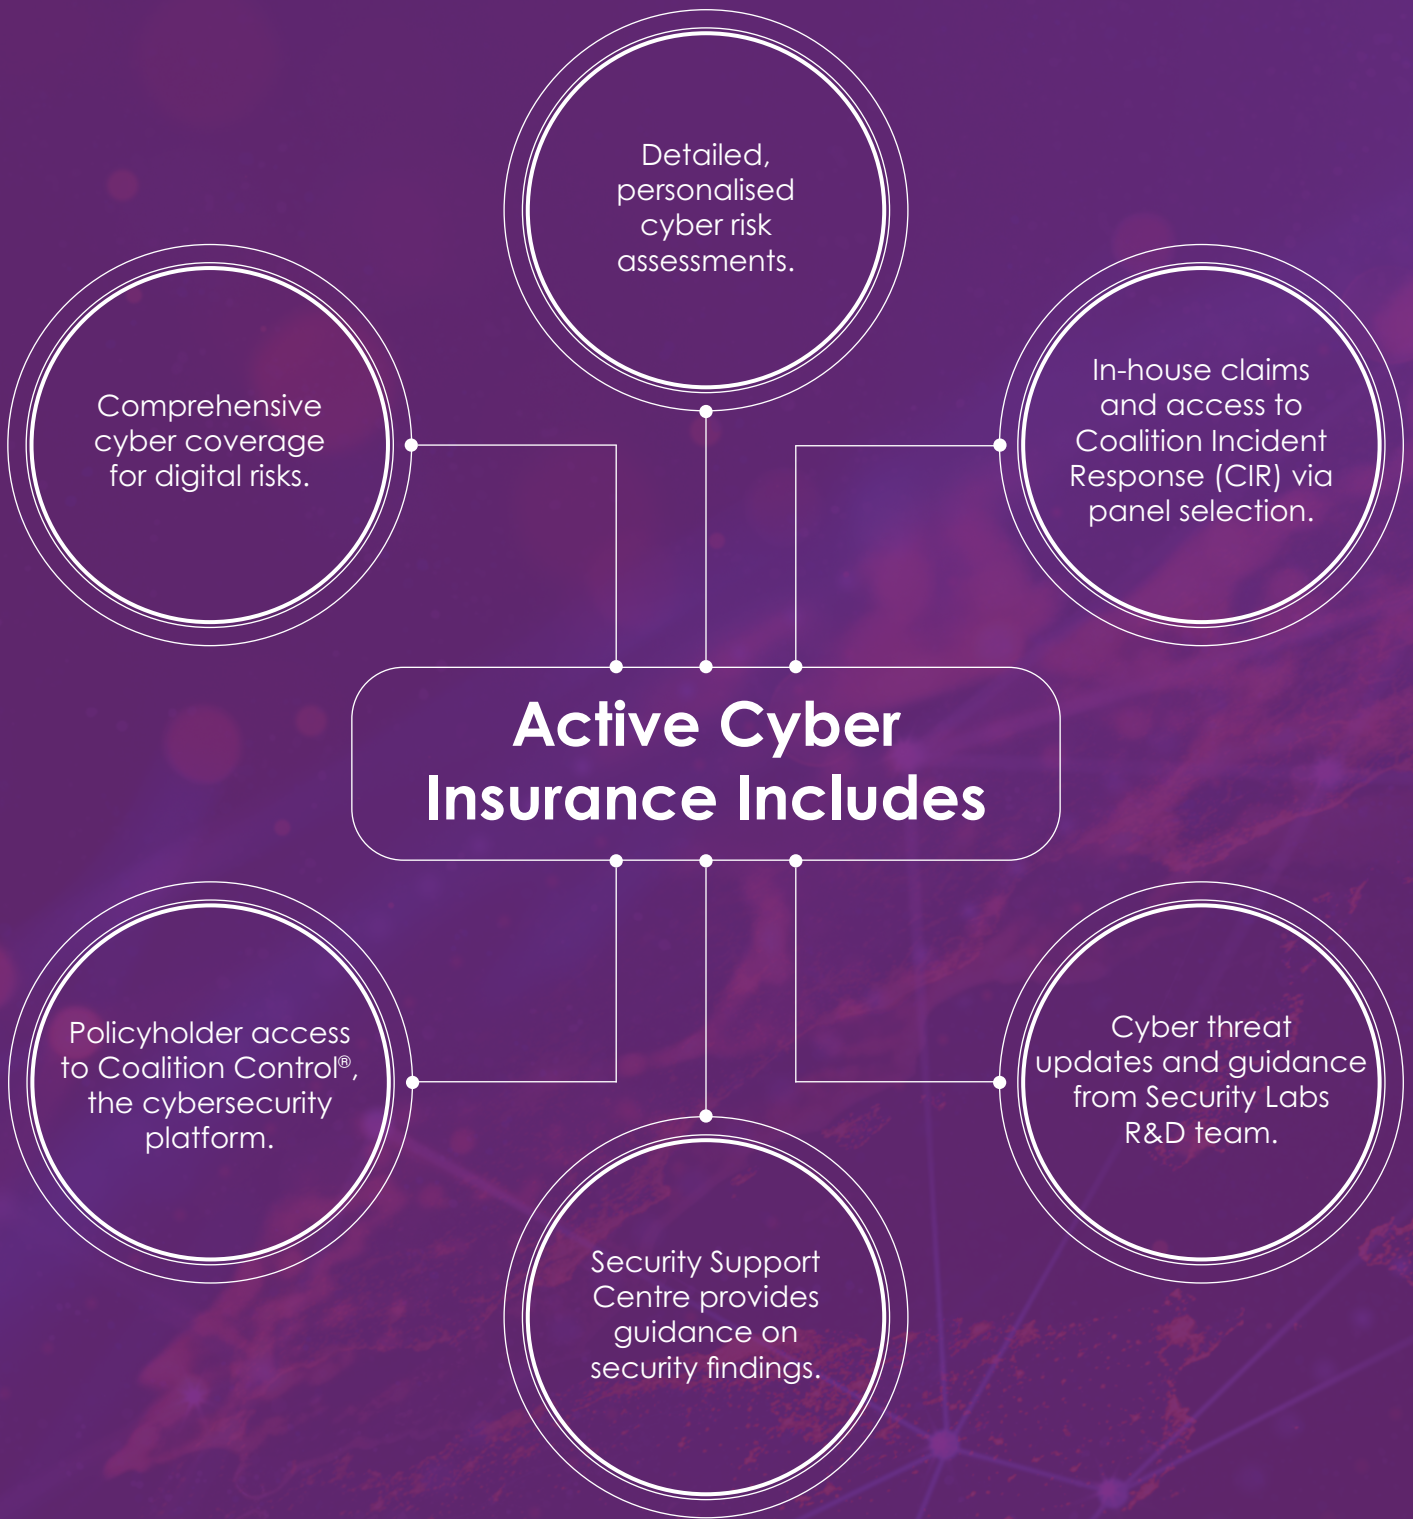 Detailed,
personalised
cyber risk
assessments.
Comprehensive
cyber coverage
for digital risks.
In-house claims
and access to
Coalition Incident
Response (CIR) via
panel selection.
Active Cyber
Insurance Includes
Policyholder access
to Coalition Control®,
the cybersecurity
platform.
Cyber threat
updates and guidance
from Security Labs
R&D team.
Security Support
Centre provides
guidance on
security findings.